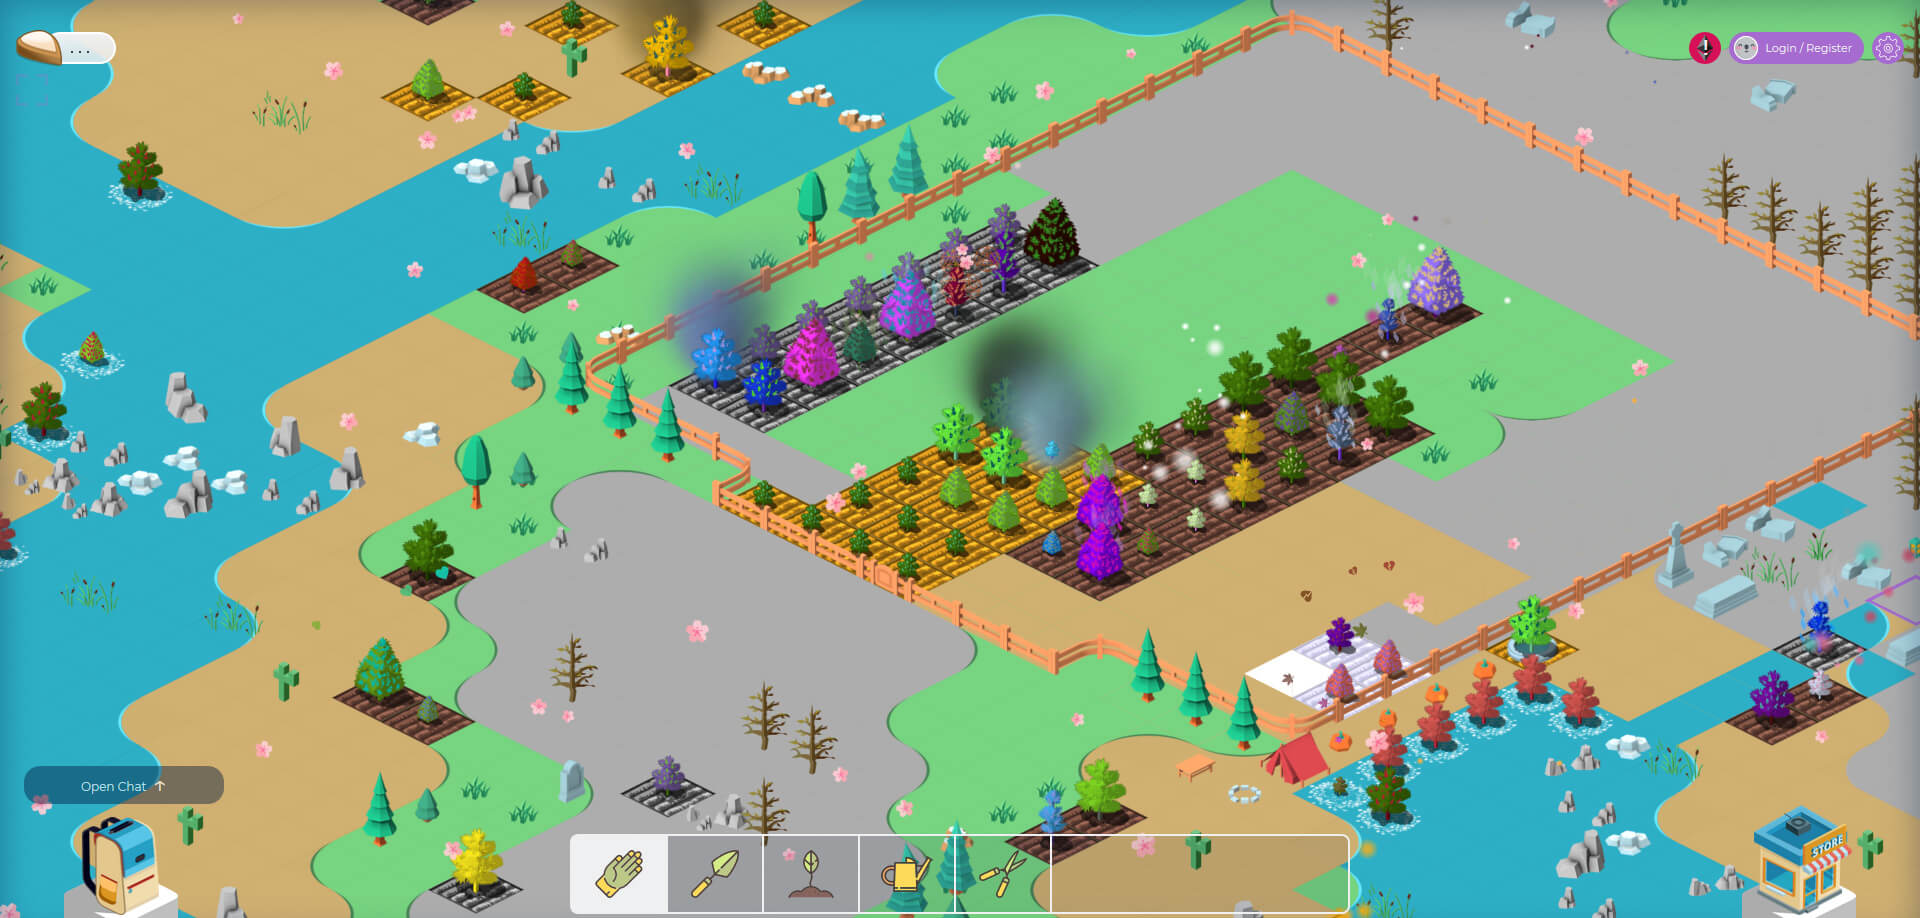 ...
Login / Register
Open Chat ↑
STORE